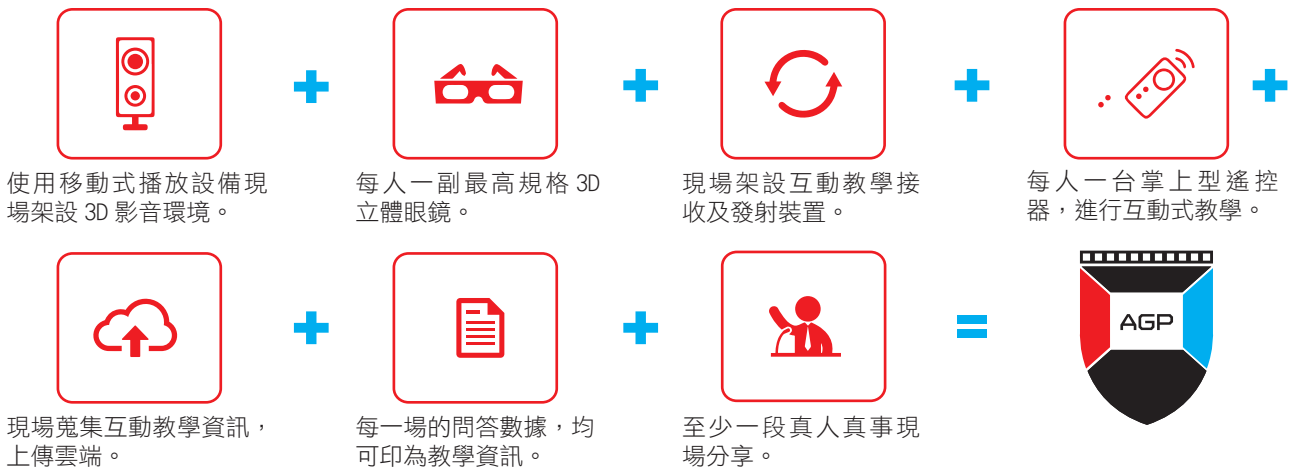 使用移動式播放設備現
場架設 3D 影音環境。
每人一副最高規格 3D
立體眼鏡。
現場架設互動教學接
收及發射裝置。
每人一台掌上型遙控
器，進行互動式教學。
現場蒐集互動教學資訊，
上傳雲端。
每一場的問答數據，均
可印為教學資訊。
至少一段真人真事現
場分享。
AGP